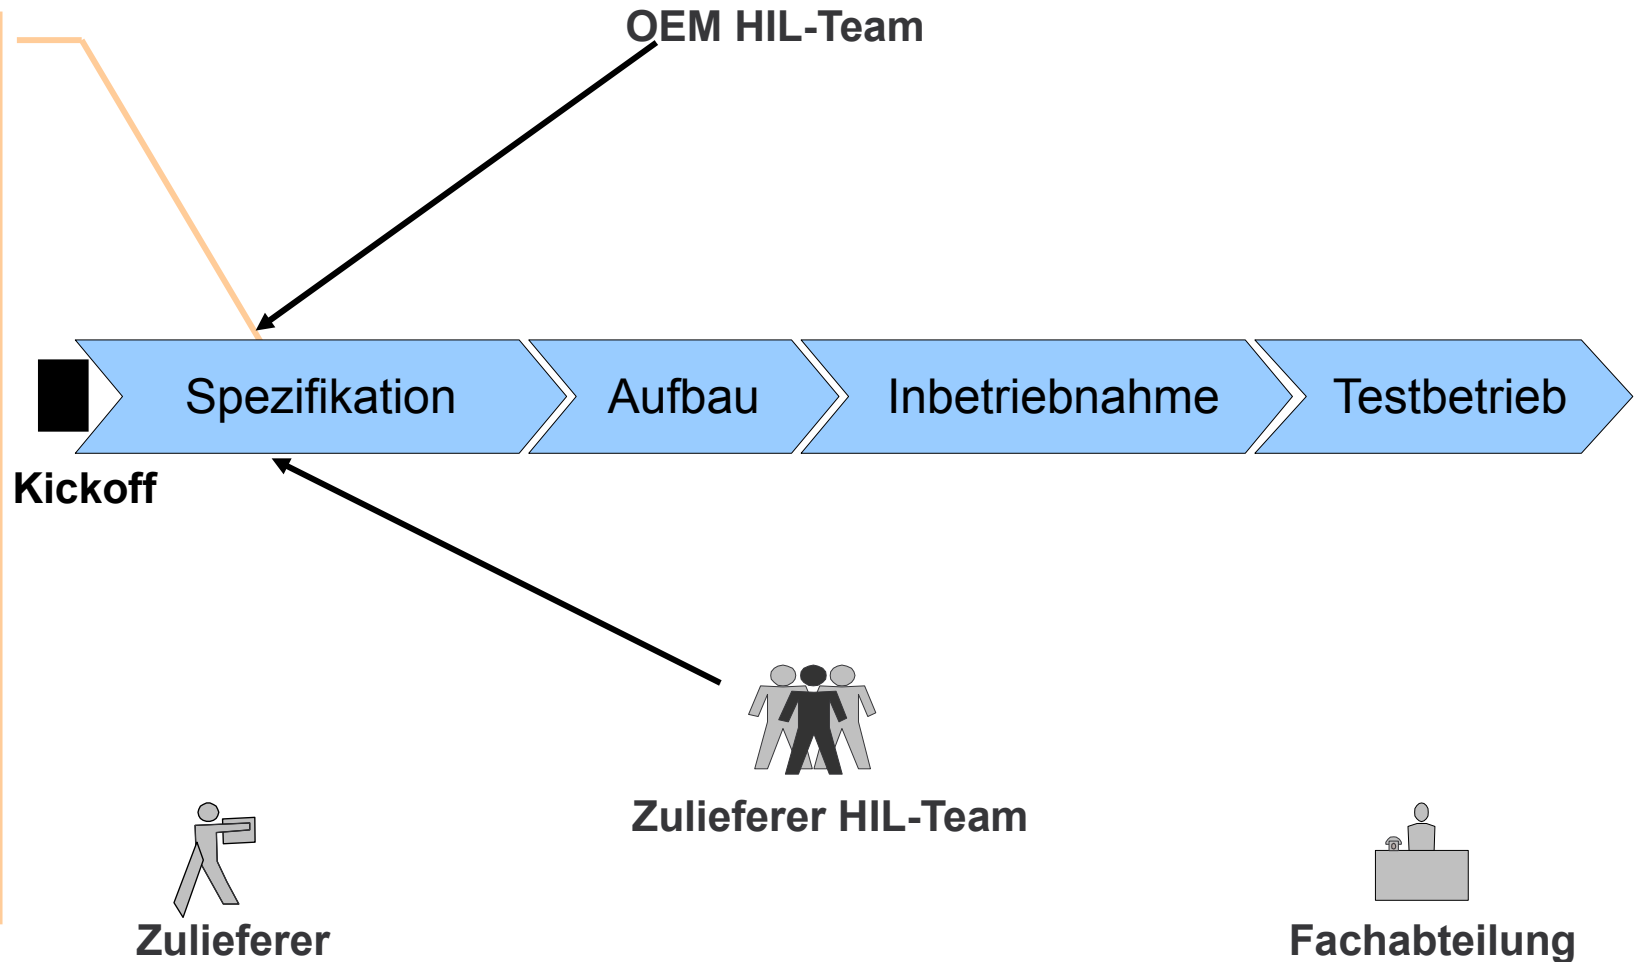 OEM HIL-Team
Spezifikation
Aufbau
Inbetriebnahme
Testbetrieb
Kickoff
Zulieferer HIL-Team
Zulieferer
Fachabteilung